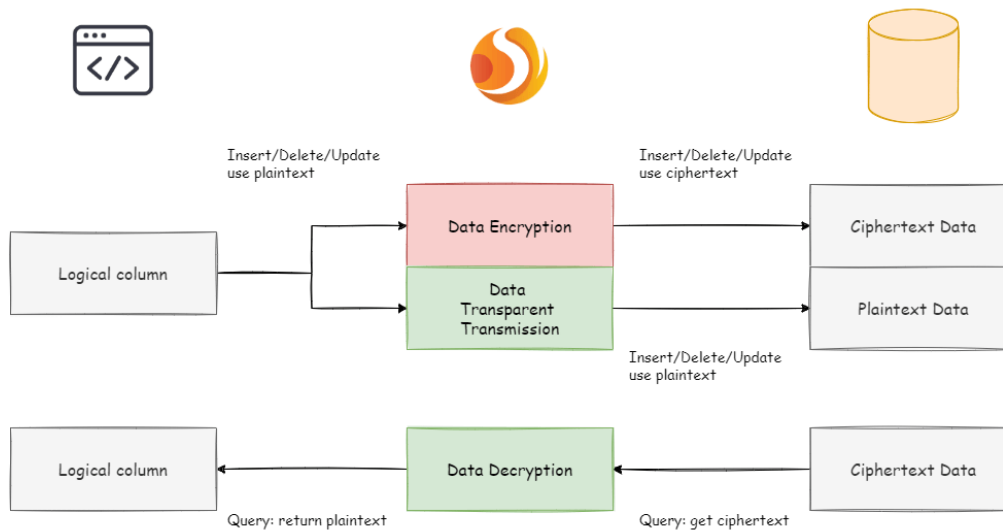 </>
Insert/Delete/Update
use plaintext
Insert/Delete/Update
use ciphertext
Logical column
Data Encryption
Ciphertext Data
Data
Transparent
Transmission
Plaintext Data
Insert/Delete/Update
use plaintext
Logical column
Data Decryption
Ciphertext Data
Query: return plaintext
Query: get ciphertext